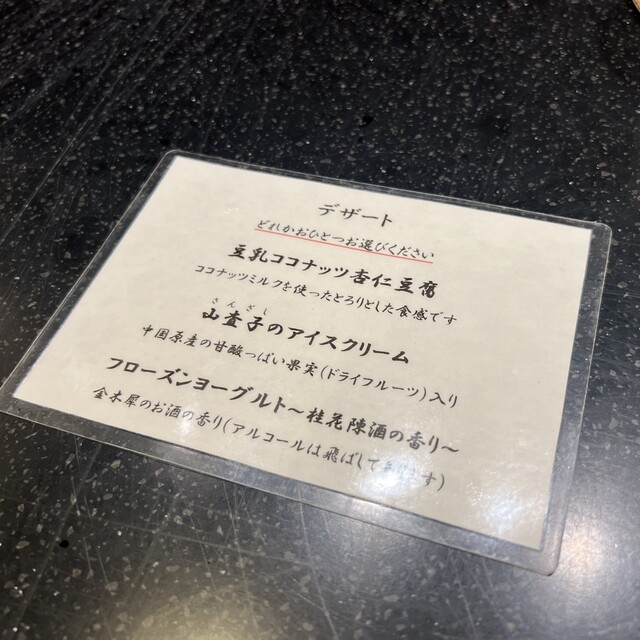 デザート
どれかおひとつお選びください
豆乳ココナッツ杏仁豆腐
ココナッツミルクを使ったとろりとした食感です
さんざし
山査子のアイスクリーム
中国原産の甘酸っぱい果実(ドライフルーツ)入り
フローズンヨーグルト〜桂花陳酒の香り〜
金木犀のお酒の香り(アルコールは飛ばしてあります)